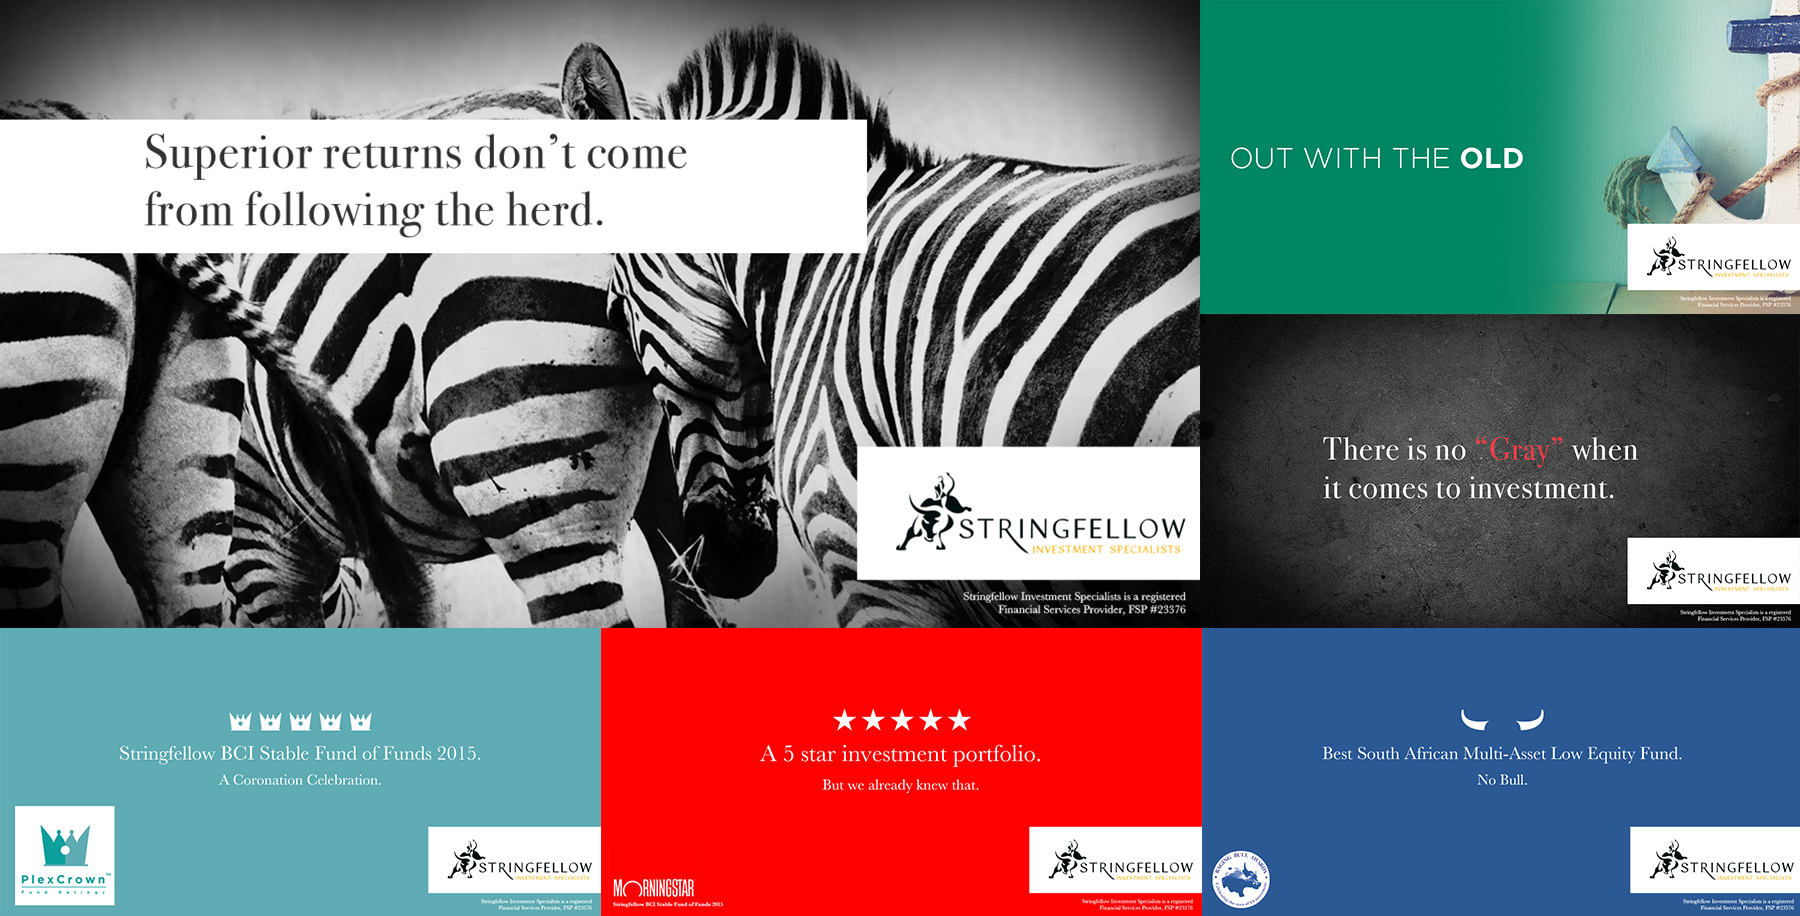 Superior returns don’t come
from following the herd.
STRINGFELLOW
INVESTMENT SPECIALISTS
Stringfellow Investment Specialists is a registered
Financial Services Provider, FSP #23376
OUT WITH THE OLD
STRINGFELLOW
INVESTMENT SPECIALISTS
Stringfellow Investment Specialists is a registered
Financial Services Provider, FSP #23376
There is no “Gray” when
it comes to investment.
STRINGFELLOW
INVESTMENT SPECIALISTS
Stringfellow Investment Specialists is a registered
Financial Services Provider, FSP #23376
Stringfellow BCI Stable Fund of Funds 2015.
A Coronation Celebration.
PlexCrown™
Fund Ratings
STRINGFELLOW
INVESTMENT SPECIALISTS
Stringfellow Investment Specialists is a registered
Financial Services Provider, FSP #23376
A 5 star investment portfolio.
But we already knew that.
MORNINGSTAR
Stringfellow BCI Stable Fund of Funds 2015
STRINGFELLOW
INVESTMENT SPECIALISTS
Stringfellow Investment Specialists is a registered
Financial Services Provider, FSP #23376
Best South African Multi-Asset Low Equity Fund.
No Bull.
RAGING BULL AWARDS
STRINGFELLOW
INVESTMENT SPECIALISTS
Stringfellow Investment Specialists is a registered
Financial Services Provider, FSP #23376